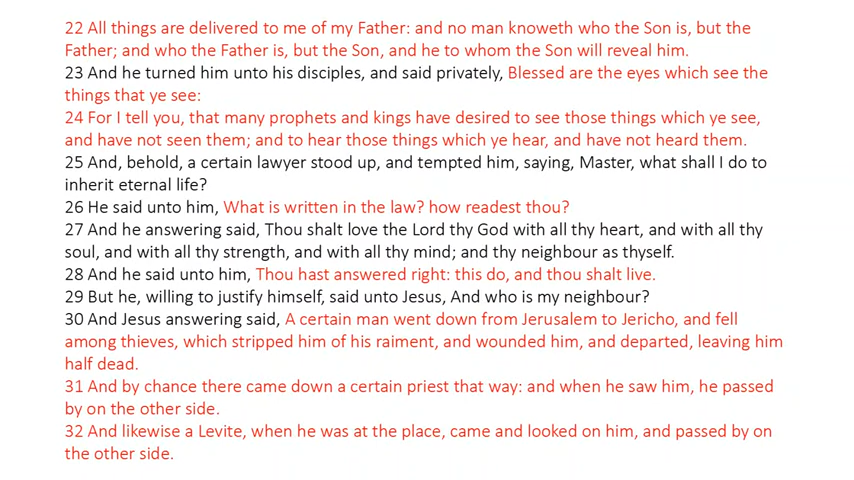 22 All things are delivered to me of my Father: and no man knoweth who the Son is, but the
Father; and who the Father is, but the Son, and he to whom the Son will reveal him.
23 And he turned him unto his disciples, and said privately, Blessed are the eyes which see the
things that ye see:
24 For I tell you, that many prophets and kings have desired to see those things which ye see,
and have not seen them; and to hear those things which ye hear, and have not heard them.
25 And, behold, a certain lawyer stood up, and tempted him, saying, Master, what shall I do to
inherit eternal life?
26 He said unto him, What is written in the law? how readest thou?
27 And he answering said, Thou shalt love the Lord thy God with all thy heart, and with all thy
soul, and with all thy strength, and with all thy mind; and thy neighbour as thyself.
28 And he said unto him, Thou hast answered right: this do, and thou shalt live.
29 But he, willing to justify himself, said unto Jesus, And who is my neighbour?
30 And Jesus answering said, A certain man went down from Jerusalem to Jericho, and fell
among thieves, which stripped him of his raiment, and wounded him, and departed, leaving him
half dead.
31 And by chance there came down a certain priest that way: and when he saw him, he passed
by on the other side.
32 And likewise a Levite, when he was at the place, came and looked on him, and passed by on
the other side.